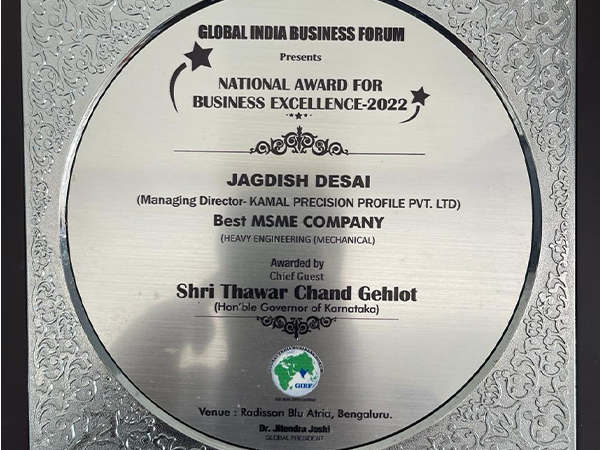 GLOBAL INDIA BUSINESS FORUM
Presents
NATIONAL AWARD FOR
BUSINESS EXCELLENCE-2022
JAGDISH DESAI
(Managing Director- KAMAL PRECISION PROFILE PVT. LTD)
Best MSME COMPANY
(HEAVY ENGINEERING (MECHANICAL)
Awarded by
Chief Guest
Shri Thawar Chand Gehlot
(Hon'ble Governor of Karnataka)
GIBF
Venue : Radisson Blu Atria, Bengaluru.
Dr. Jitendra Joshi
GLOBAL PRESIDENT